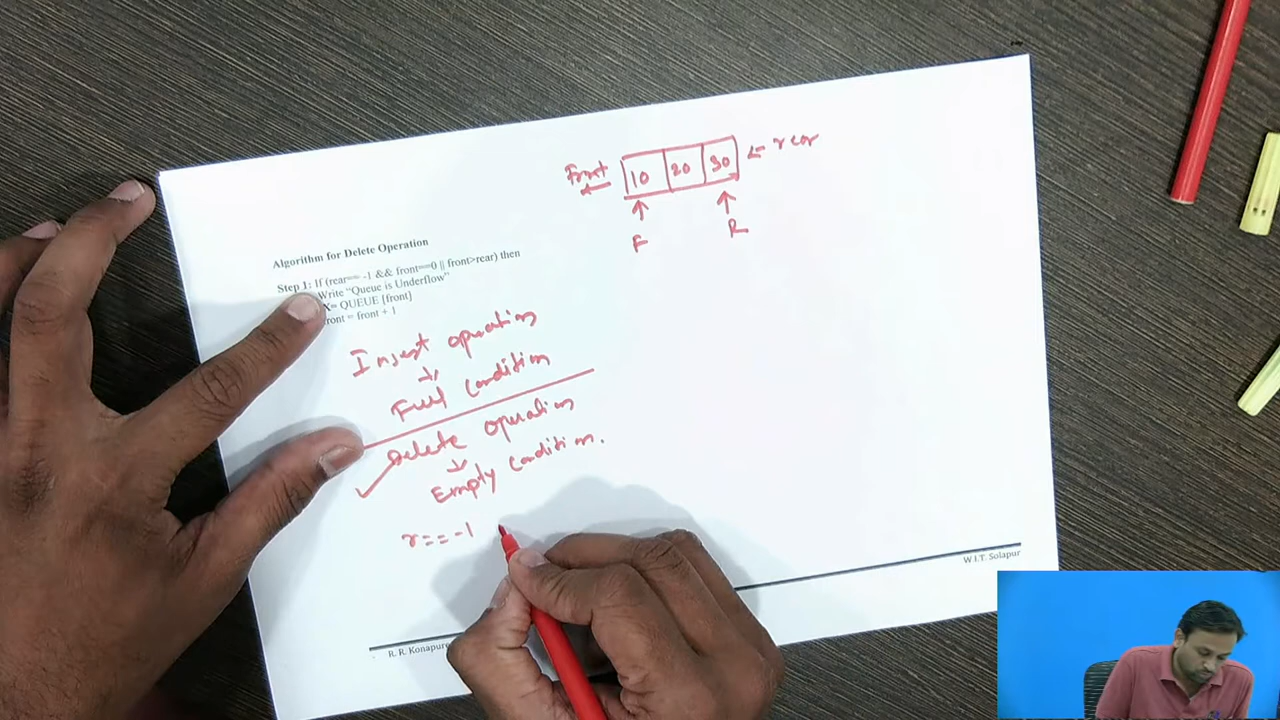 Front 10 20 30 ← rear
↑ ↑
F R
Algorithm for Delete Operation
Step 1: If (rear== -1 && front==0 || front>rear) then
Write "Queue is Underflow"
X= QUEUE [front]
ront = front + 1
Insert operation
↓
Full Condition
Delete operation
↓
Empty Condition.
r== -1
W.I.T. Solapur
R. R. Konapure